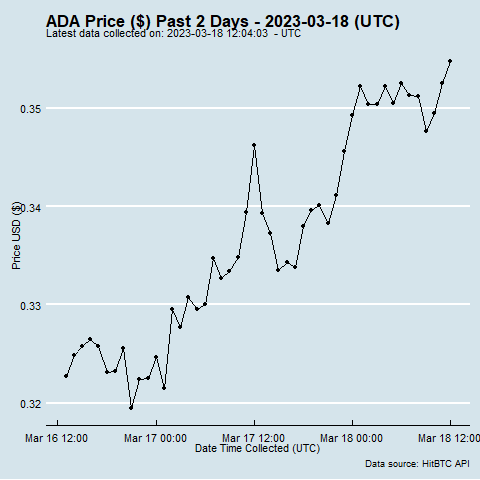 ADA Price ($) Past 2 Days - 2023-03-18 (UTC)
Latest data collected on: 2023-03-18 12:04:03  - UTC
0.35
0.34
Price USD ($)
0.33
0.32
Mar 16 12:00 Mar 17 00:00 Mar 17 12:00 Mar 18 00:00 Mar 18 12:00
Date Time Collected (UTC)
Data source: HitBTC API